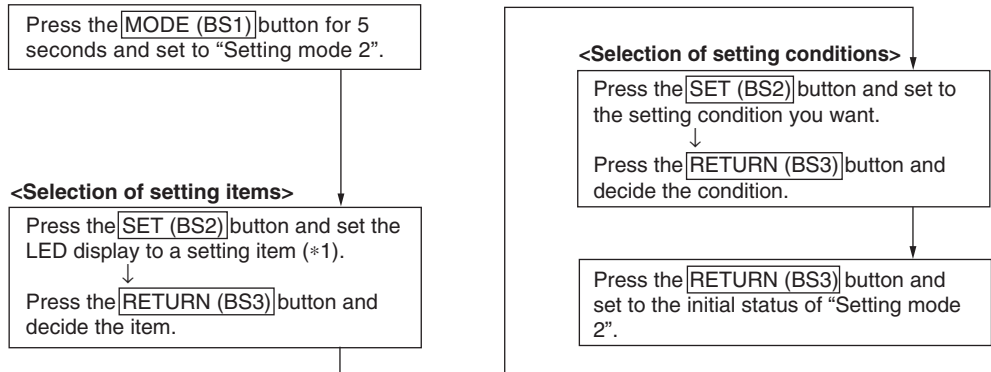 Press the MODE (BS1) button for 5
seconds and set to “Setting mode 2”.
<Selection of setting items>
Press the SET (BS2) button and set the
LED display to a setting item (*1).
↓
Press the RETURN (BS3) button and
decide the item.
<Selection of setting conditions>
Press the SET (BS2) button and set to
the setting condition you want.
↓
Press the RETURN (BS3) button and
decide the condition.
Press the RETURN (BS3) button and
set to the initial status of “Setting mode
2”.